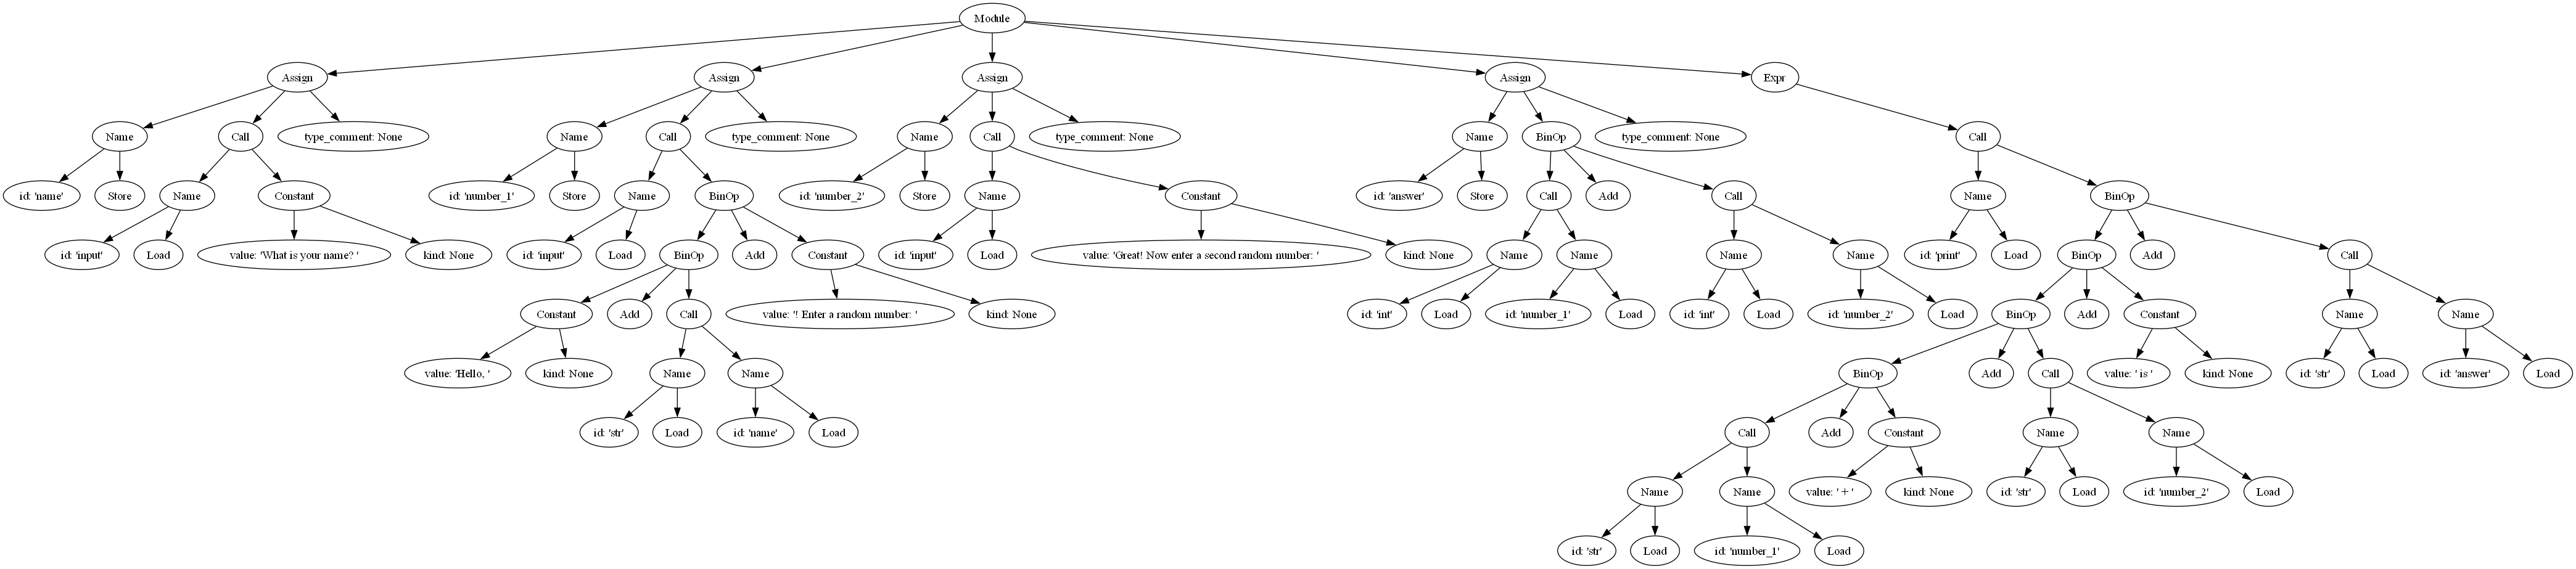 Module
Assign Assign Assign Assign Expr
Name Call type_comment: None Name Call type_comment: None Name Call type_comment: None Name BinOp type_comment: None Call
id: 'name' Store Name Constant id: 'number_1' Store Name BinOp id: 'number_2' Store Name Constant id: 'answer' Store Call Add Call Name BinOp
id: 'input' Load value: 'What is your name? ' kind: None id: 'input' Load BinOp Add Constant id: 'input' Load value: 'Great! Now enter a second random number: ' kind: None Name Name Name Name id: 'print' Load BinOp Add Call
Constant Add Call value: '! Enter a random number: ' kind: None id: 'int' Load id: 'number_1' Load id: 'int' Load id: 'number_2' Load BinOp Add Constant Name Name
value: 'Hello, ' kind: None Name Name BinOp Add Call value: ' is ' kind: None id: 'str' Load id: 'answer' Load
id: 'str' Load id: 'name' Load Call Add Constant Name Name
Name Name value: ' + ' kind: None id: 'str' Load id: 'number_2' Load
id: 'str' Load id: 'number_1' Load